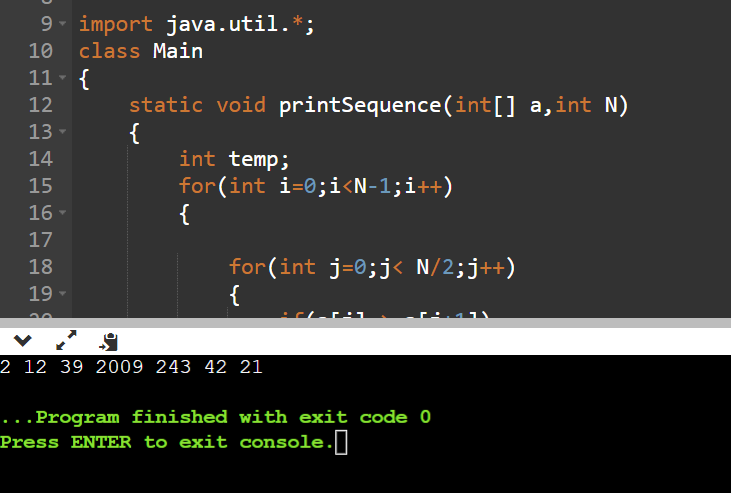 9 import java.util.*;
10 class Main
11 {
12 static void printSequence(int[] a,int N)
13 {
14 int temp;
15 for(int i=0;i<N-1;i++)
16 {
17
18 for(int j=0;j< N/2;j++)
19 {
2 12 39 2009 243 42 21
...Program finished with exit code 0
Press ENTER to exit console.